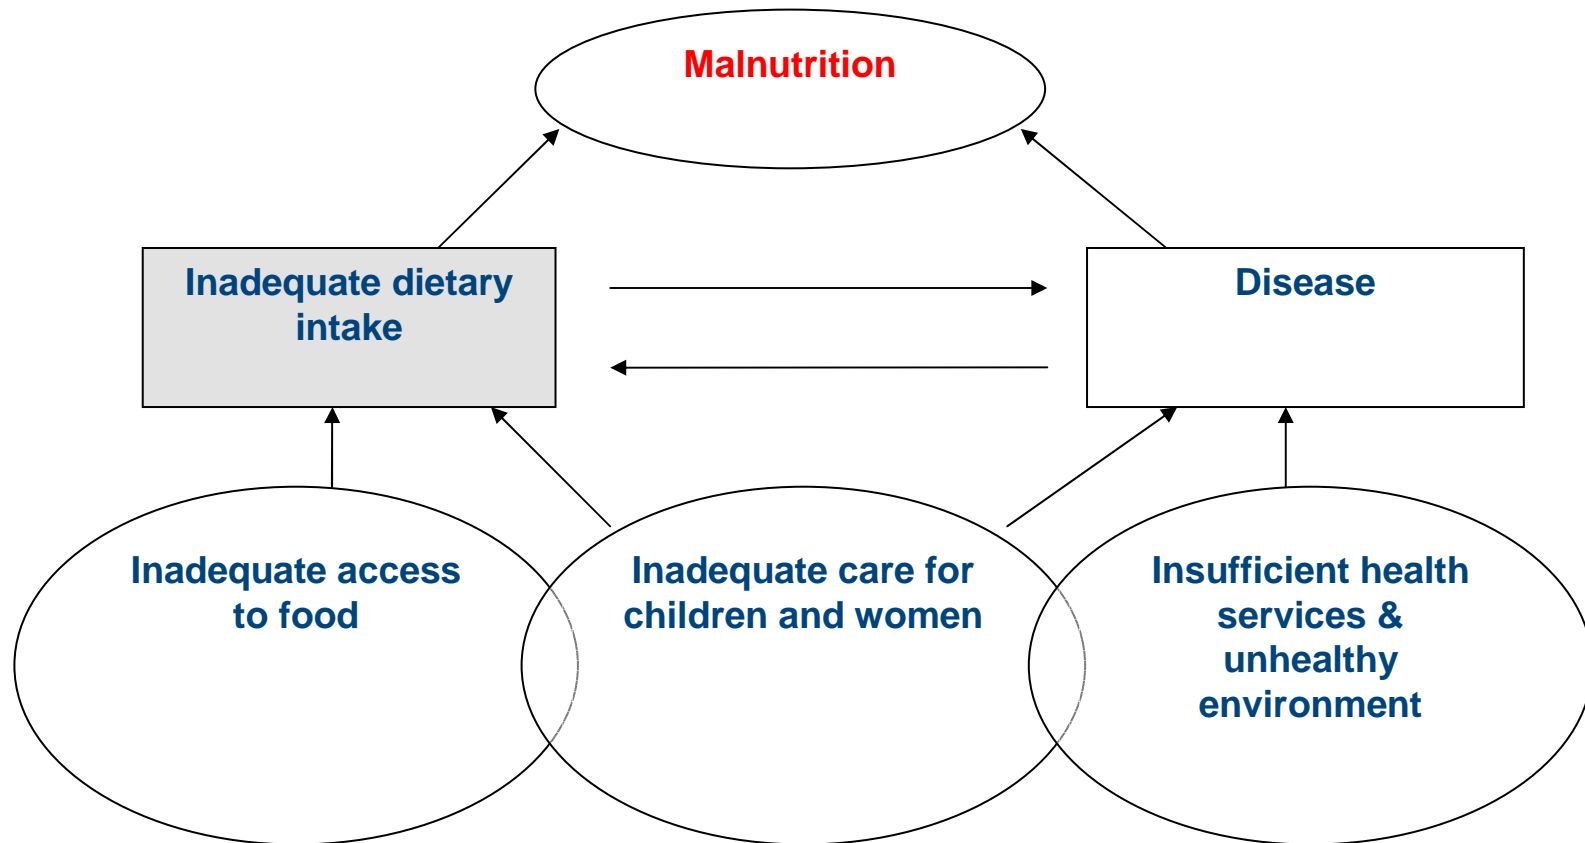 Malnutrition
Inadequate dietary
intake
Disease
Inadequate access
to food
Inadequate care for
children and women
Insufficient health
services &
unhealthy
environment